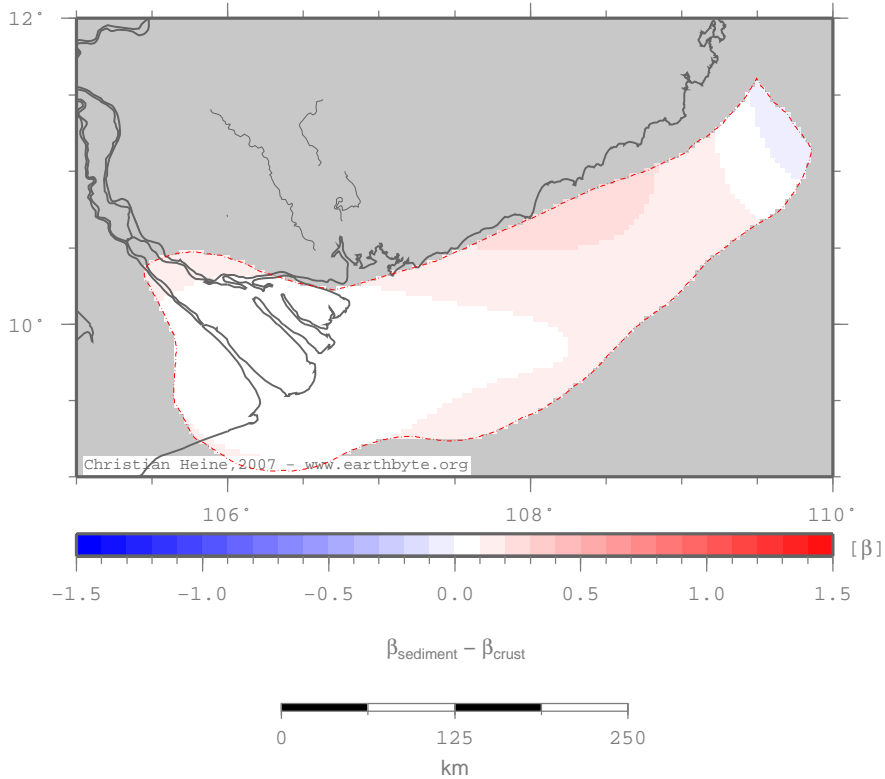 12°
10°
Christian Heine,2007 - www.earthbyte.org
106° 108° 110°
[β]
-1.5 -1.0 -0.5 0.0 0.5 1.0 1.5
βsediment − βcrust
0 125 250
km